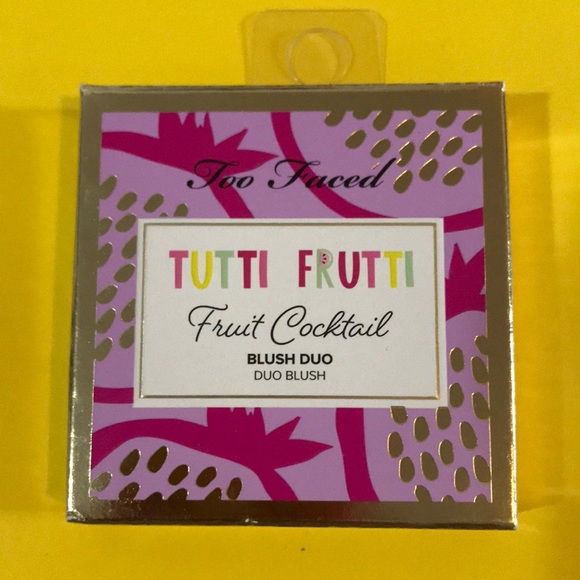 Too Faced
TUTTI FRUTTI
Fruit Cocktail
BLUSH DUO
DUO BLUSH